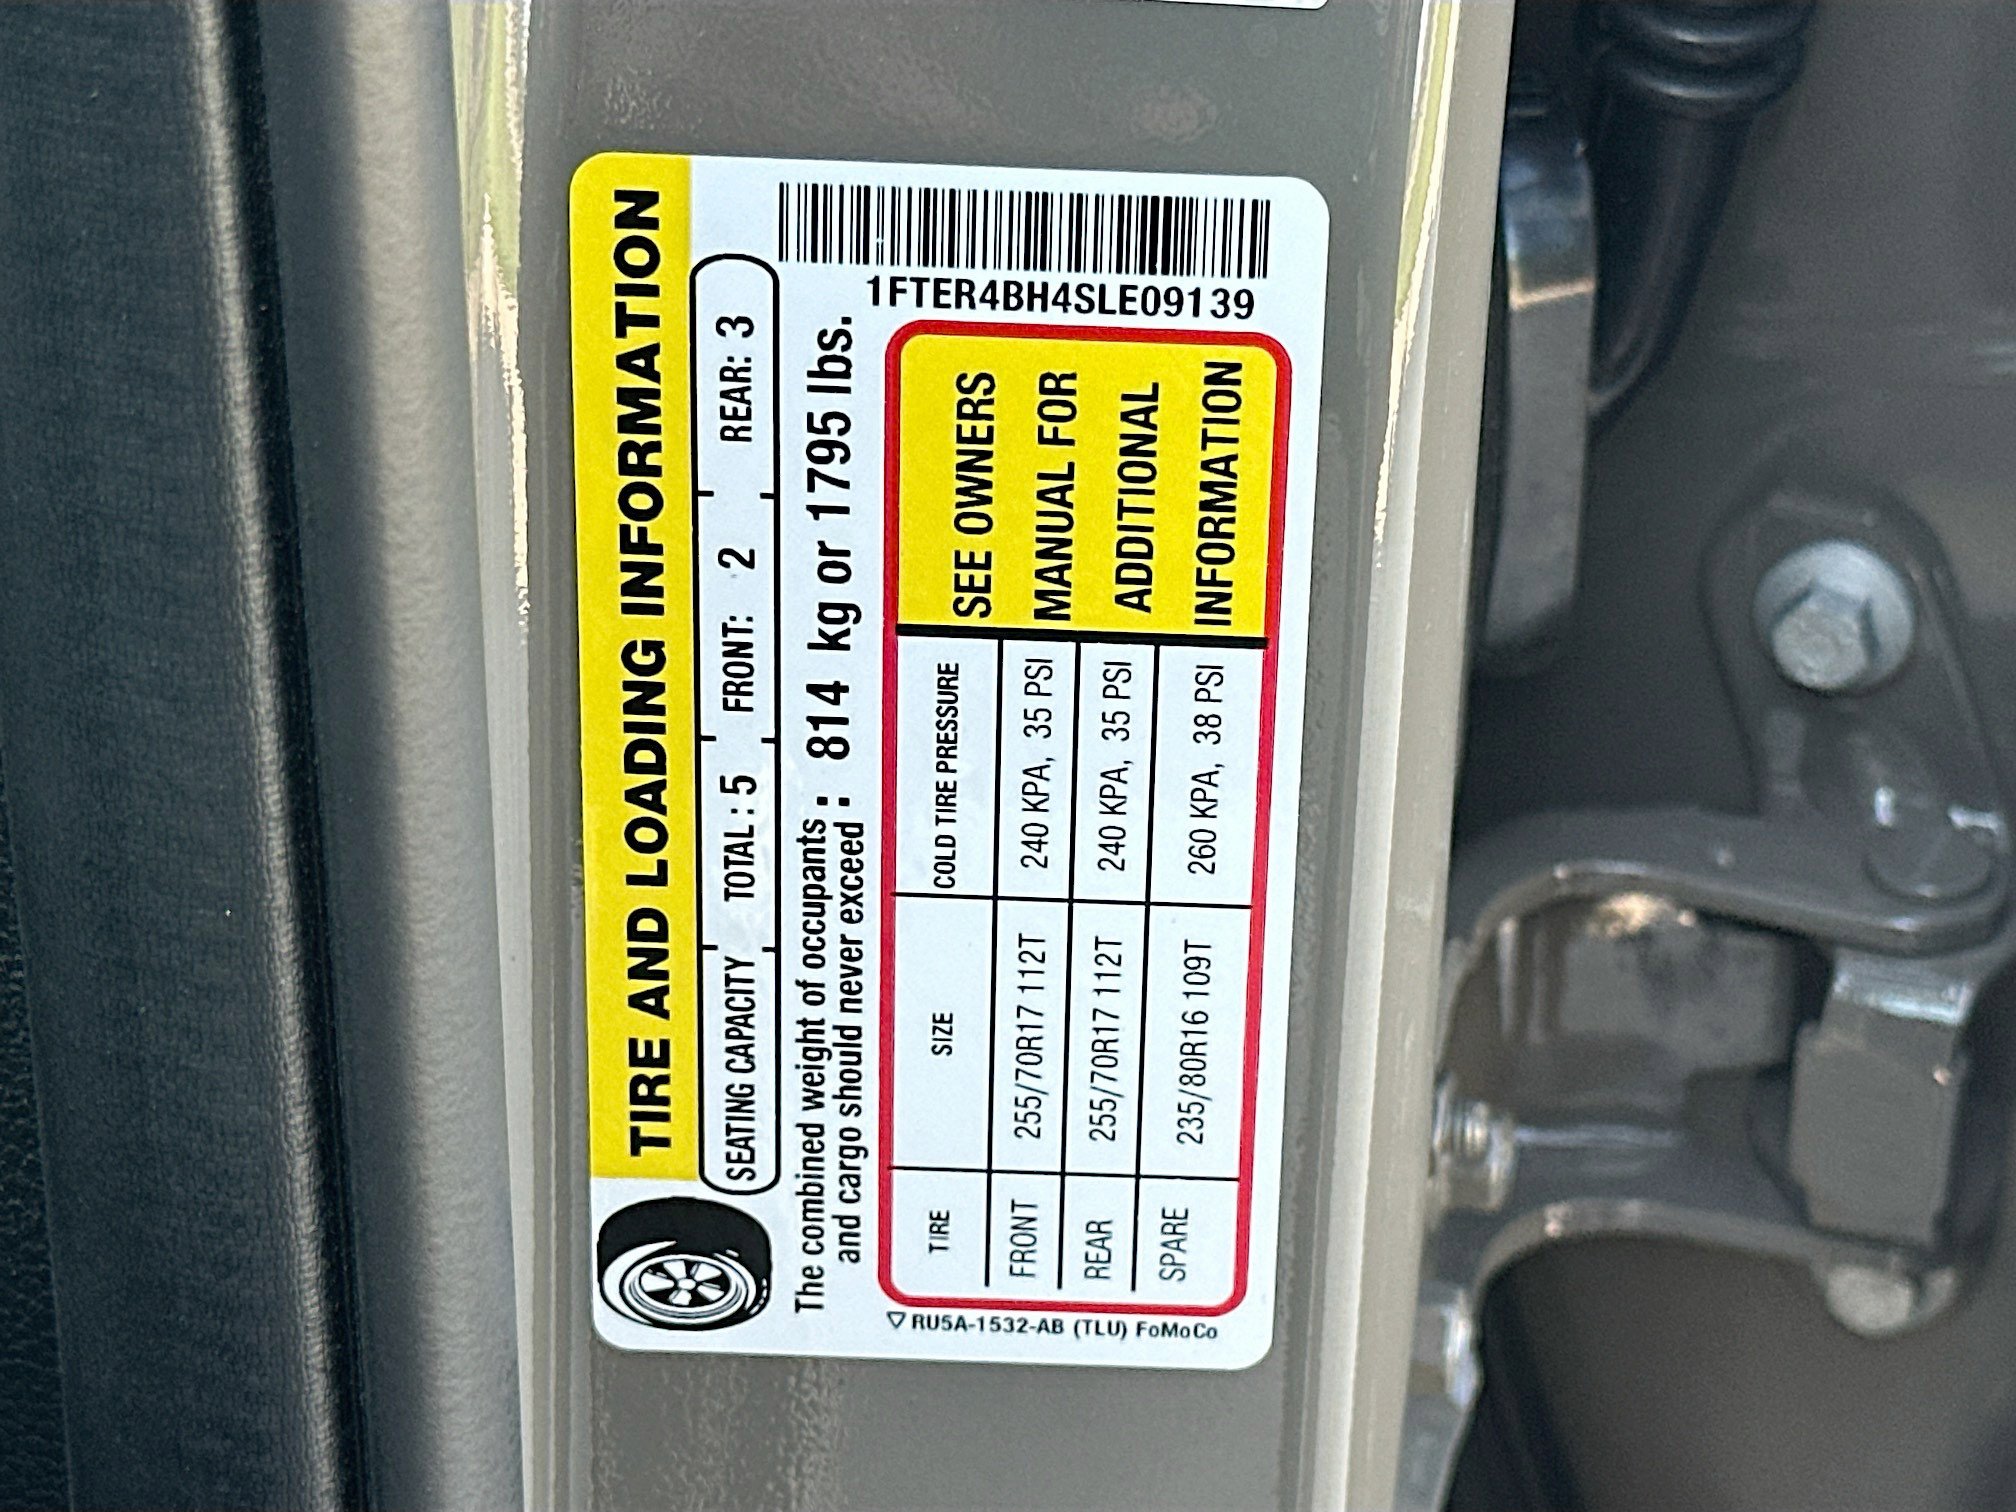 TIRE AND LOADING INFORMATION
SEATING CAPACITY TOTAL : 5 FRONT: 2 REAR: 3
The combined weight of occupants :
and cargo should never exceed : 814 kg or 1795 lbs.
1FTER4BH4SLE09139
TIRE SIZE COLD TIRE PRESSURE
FRONT 255/70R17 112T 240 KPA, 35 PSI
REAR 255/70R17 112T 240 KPA, 35 PSI
SPARE 235/80R16 109T 260 KPA, 38 PSI
SEE OWNERS
MANUAL FOR
ADDITIONAL
INFORMATION
RU5A-1532-AB (TLU) FoMoCo